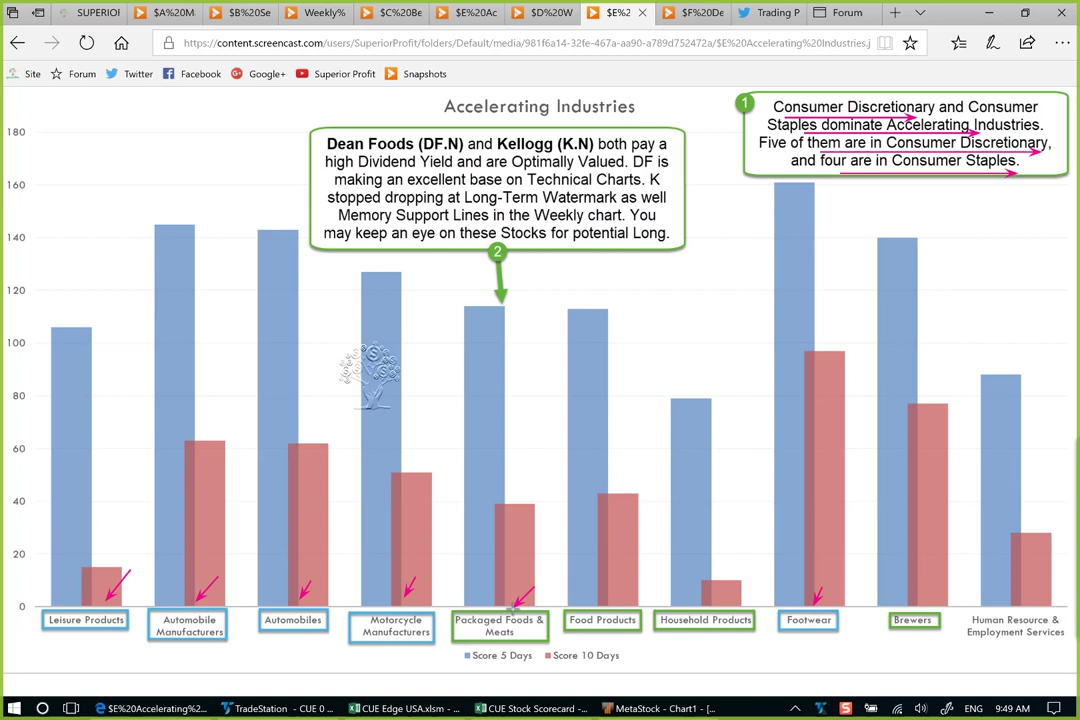 SUPERIOI
$A%20M
$B%20Se
Weekly%
$C%20Be
$E%20Ac
$D%20W
$E%2
$F%20De
Trading P
Forum
https://content.screencast.com/users/SuperiorProfit/folders/Default/media/981f6a14-32fe-467a-aa90-a789d752472a/$E%20Accelerating%20Industries.j
Site
Forum
Twitter
Facebook
Google+
Superior Profit
Snapshots
Accelerating Industries
1
Consumer Discretionary and Consumer
Staples dominate Accelerating Industries.
Five of them are in Consumer Discretionary,
and four are in Consumer Staples.
Dean Foods (DF.N) and Kellogg (K.N) both pay a
high Dividend Yield and are Optimally Valued. DF is
making an excellent base on Technical Charts. K
stopped dropping at Long-Term Watermark as well
Memory Support Lines in the Weekly chart. You
may keep an eye on these Stocks for potential Long.
2
180
160
140
120
100
80
60
40
20
0
Leisure Products
Automobile
Manufacturers
Automobiles
Motorcycle
Manufacturers
Packaged Foods &
Meats
Food Products
Household Products
Footwear
Brewers
Human Resource &
Employment Services
Score 5 Days
Score 10 Days
$E%20Accelerating%2...
TradeStation - CUE 0 ...
CUE Edge USA.xlsm - ...
CUE Stock Scorecard - ...
MetaStock - Chart1 - [...
ENG
9:49 AM